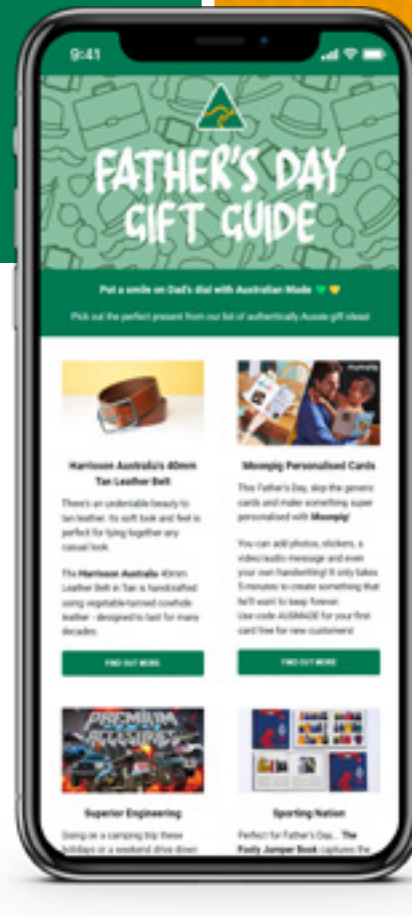 9:41
FATHER'S DAY
GIFT GUIDE
Put a smile on Dad's dial with Australian Made 💚 💛
Pick out the perfect present from our list of authentically Aussie gift ideas!
Harrisson Australia's 40mm
Tan Leather Belt
There's an undeniable beauty to
tan leather. Its soft look and feel is
perfect for tying together any
casual look.
The Harrisson Australia 40mm
Leather Belt in Tan is handcrafted
using vegetable-tanned cowhide
leather - designed to last for many
decades.
FIND OUT MORE
moonpig
Moonpig Personalised Cards
This Father's Day, skip the generic
cards and make something super
personalised with Moonpig!
You can add photos, stickers, a
video/audio message and even
your own handwriting! It only takes
5 minutes to create something that
he'll want to keep forever.
Use code AUSMADE for your first
card free for new customers!
FIND OUT MORE
PREMIUM
ACCESSORIES
Superior Engineering
Going on a camping trip these
holidays or a weekend drive down
Sporting Nation
Perfect for Father's Day... The
Footy Jumper Book captures the